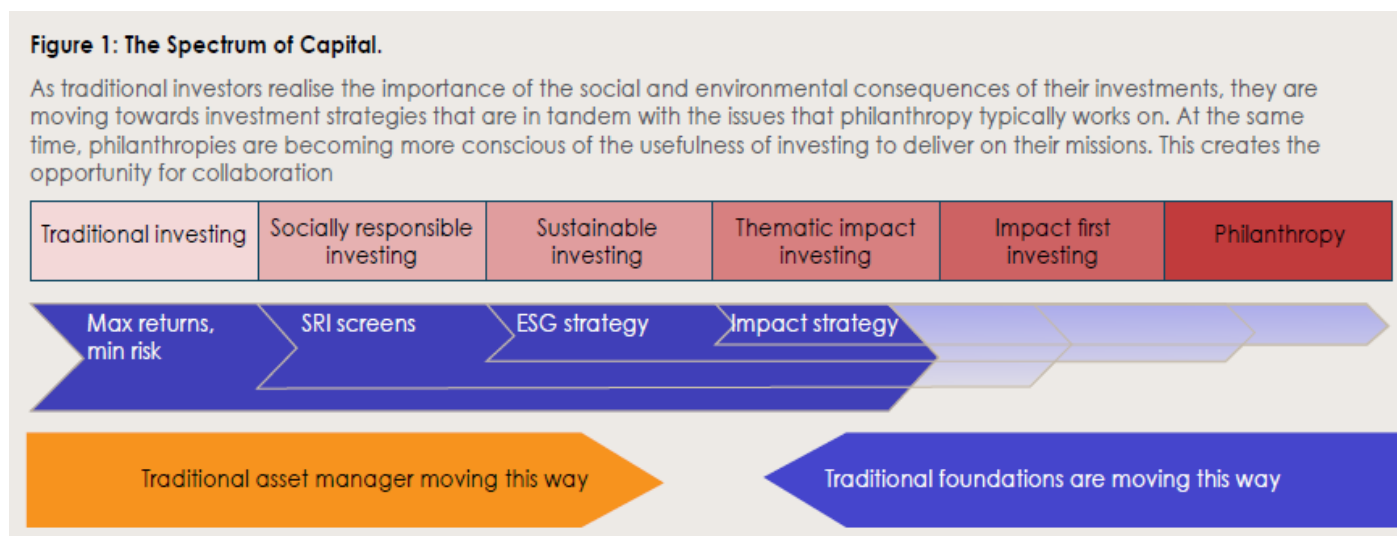 Figure 1: The Spectrum of Capital.
As traditional investors realise the importance of the social and environmental consequences of their investments, they are
moving towards investment strategies that are in tandem with the issues that philanthropy typically works on. At the same
time, philanthropies are becoming more conscious of the usefulness of investing to deliver on their missions. This creates the
opportunity for collaboration
Traditional investing
Socially responsible
investing
Sustainable
investing
Thematic impact
investing
Impact first
investing
Philanthropy
Max returns,
min risk
SRI screens
ESG strategy
Impact strategy
Traditional asset manager moving this way
Traditional foundations are moving this way